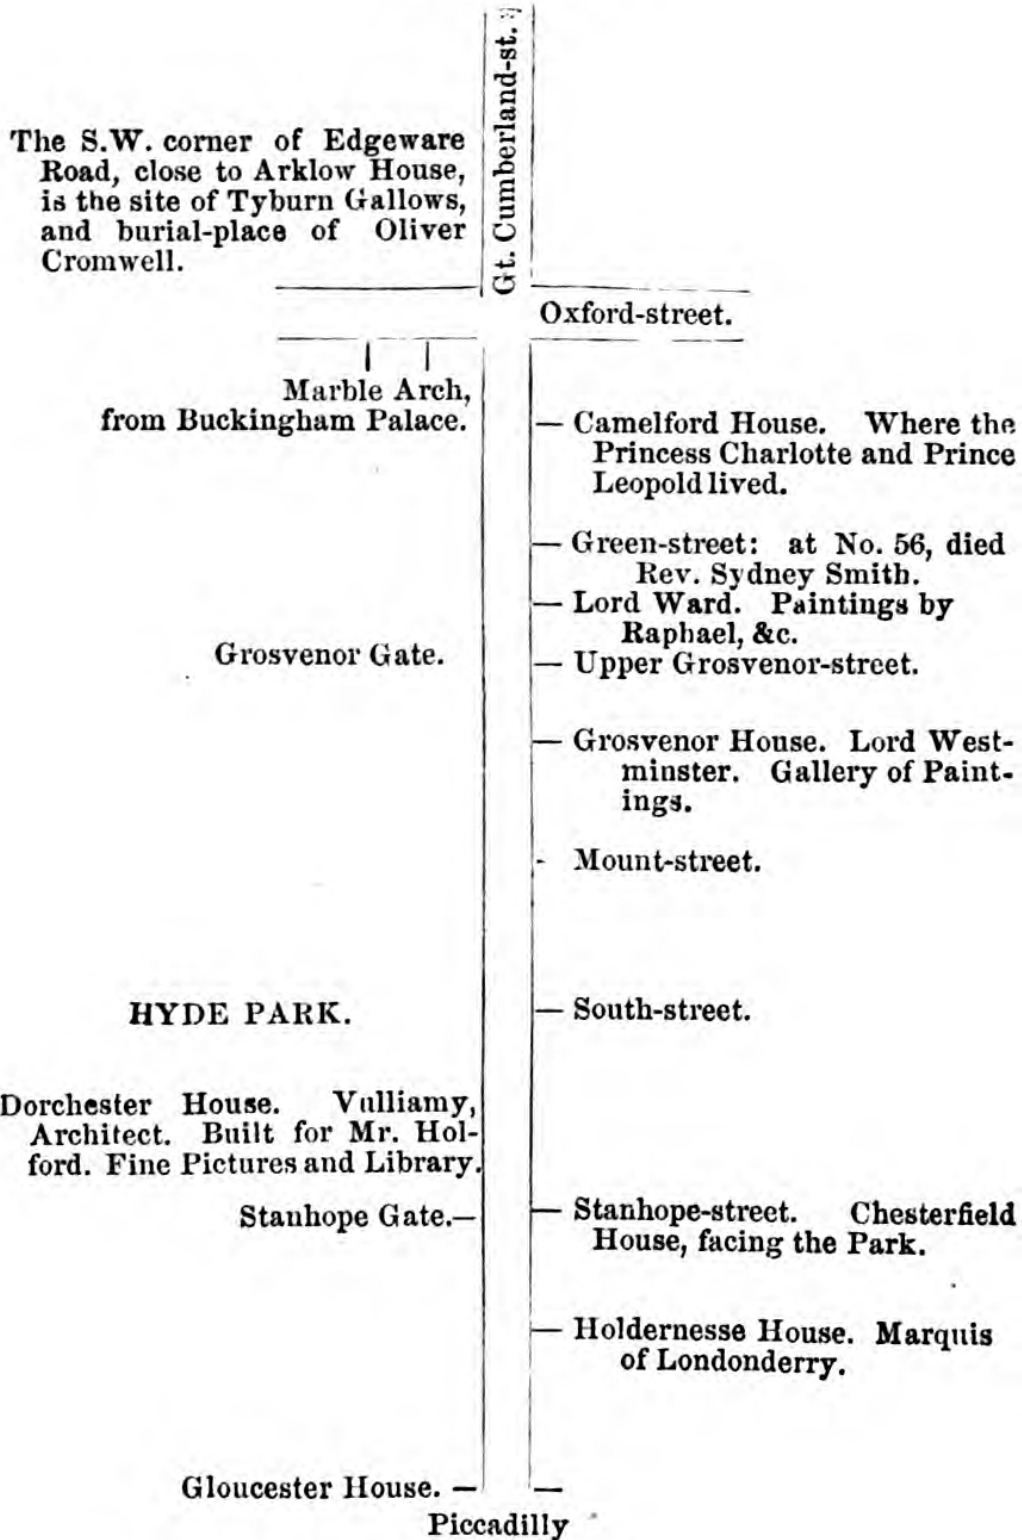 Gt. Cumberland-st.
The S.W. corner of Edgeware
Road, close to Arklow House,
is the site of Tyburn Gallows,
and burial-place of Oliver
Cromwell.
Oxford-street.
Marble Arch,
from Buckingham Palace.
— Camelford House. Where the
Princess Charlotte and Prince
Leopold lived.
— Green-street: at No. 56, died
Rev. Sydney Smith.
— Lord Ward. Paintings by
Raphael, &c.
Grosvenor Gate.
— Upper Grosvenor-street.
— Grosvenor House. Lord West-
minster. Gallery of Paint-
ings.
- Mount-street.
HYDE PARK.
— South-street.
Dorchester House. Vulliamy,
Architect. Built for Mr. Hol-
ford. Fine Pictures and Library.
Stanhope Gate.—
— Stanhope-street. Chesterfield
House, facing the Park.
— Holdernesse House. Marquis
of Londonderry.
Gloucester House. —
Piccadilly